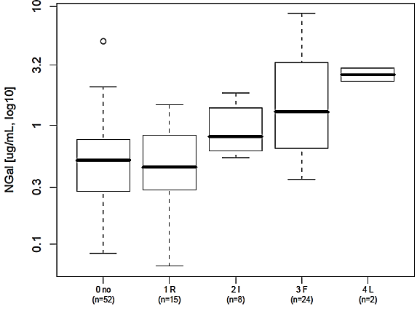 NGal [ug/mL, log10]
10
3.2
1
0.3
0.1
0 no
(n=52)
1 R
(n=15)
2 I
(n=8)
3 F
(n=24)
4 L
(n=2)